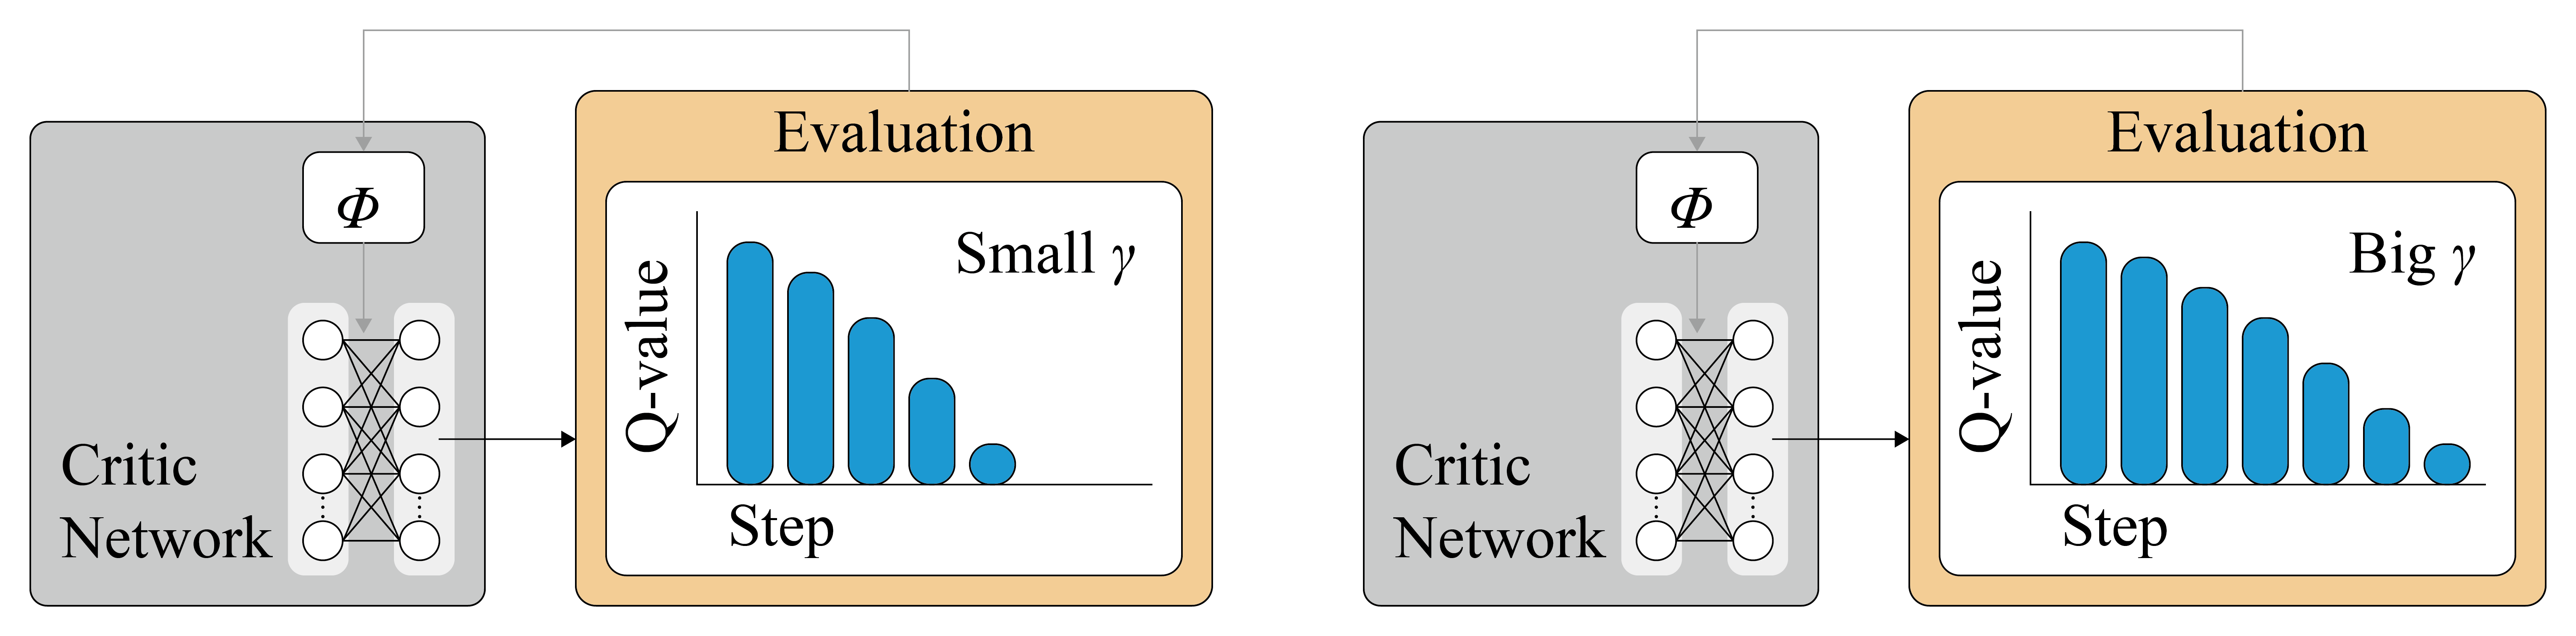 Evaluation
Φ
Small γ
Q-value
Critic
Network
Step
Evaluation
Φ
Big γ
Q-value
Critic
Network
Step